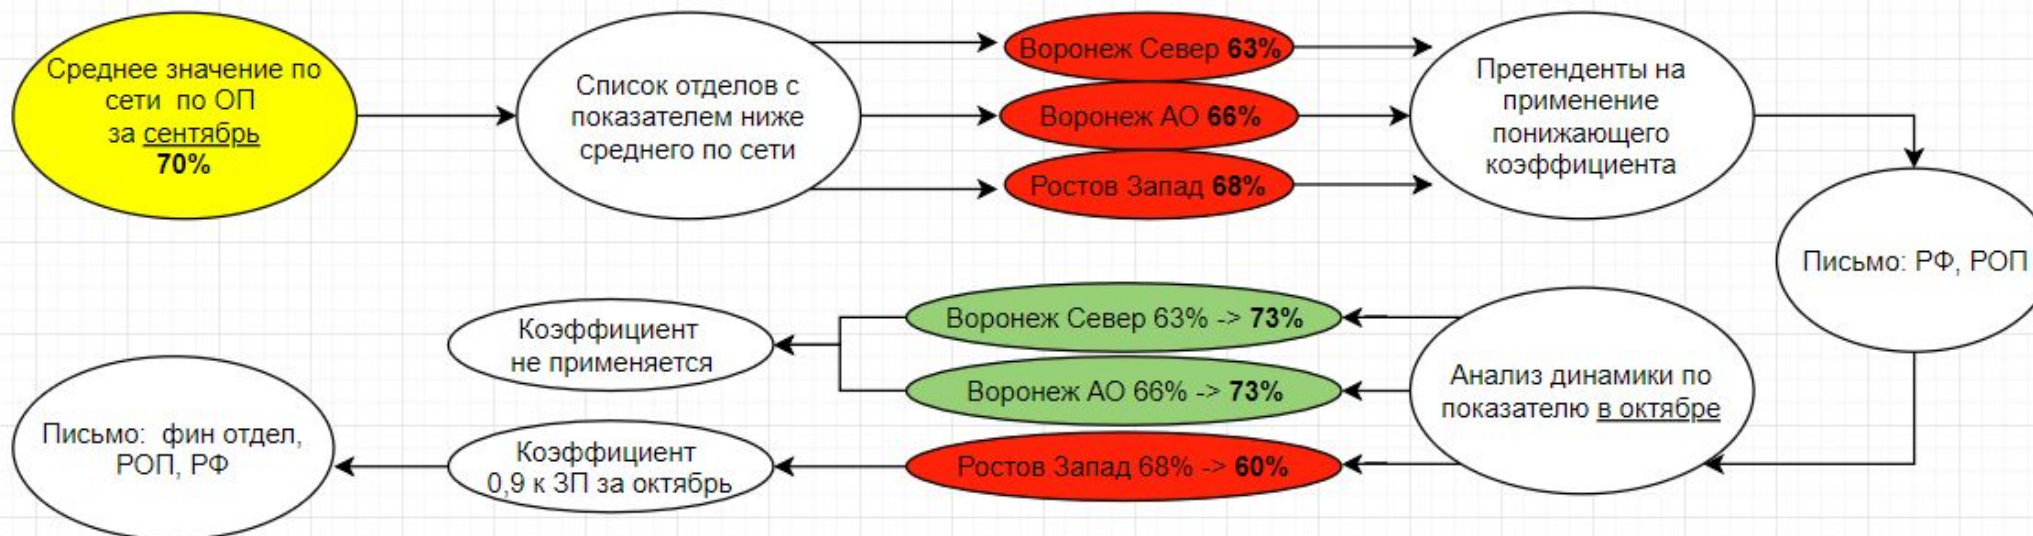 Среднее значение по
сети по ОП
за сентябрь
70%
Список отделов с
показателем ниже
среднего по сети
Воронеж Север 63%
Воронеж АО 66%
Ростов Запад 68%
Претенденты на
применение
понижающего
коэффициента
Письмо: РФ, РОП
Анализ динамики по
показателю в октябре
Воронеж Север 63% -> 73%
Воронеж АО 66% -> 73%
Ростов Запад 68% -> 60%
Коэффициент
не применяется
Коэффициент
0,9 к ЗП за октябрь
Письмо: фин отдел,
РОП, РФ